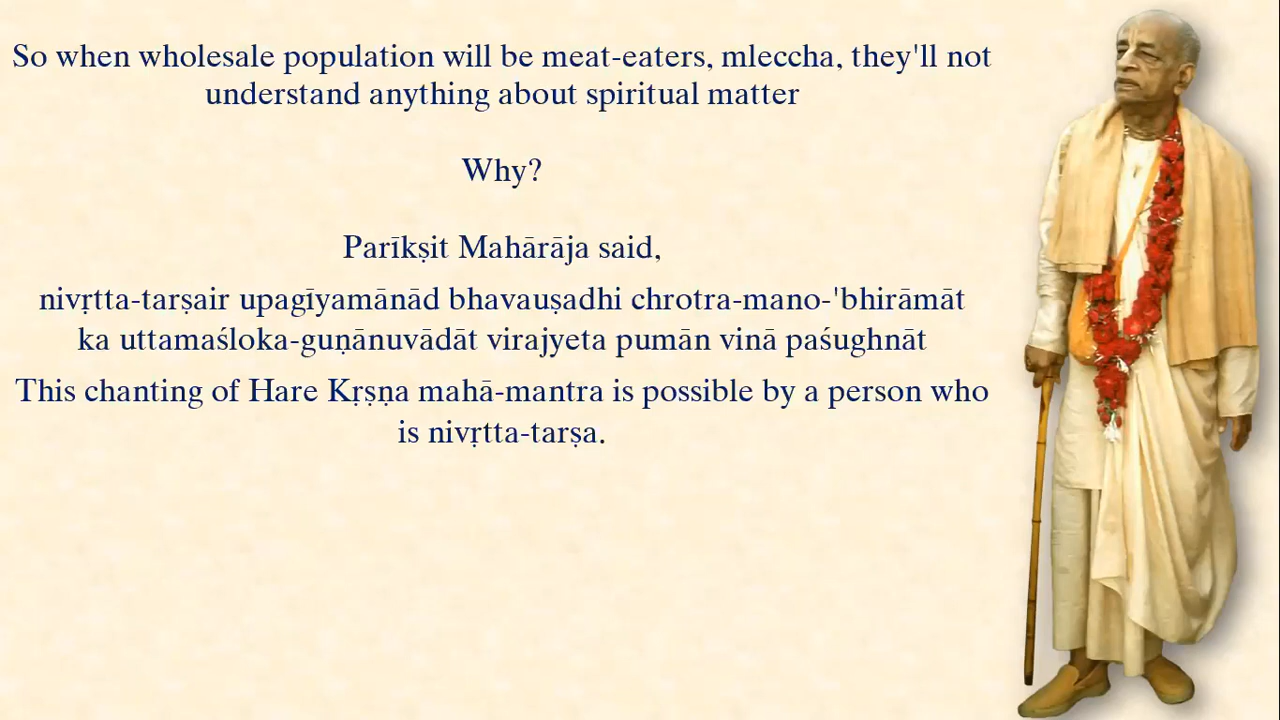 So when wholesale population will be meat-eaters, mleccha, they'll not
understand anything about spiritual matter
Why?
Parīkṣit Mahārāja said,
nivṛtta-tarṣair upagīyamānād bhavauṣadhi chrotra-mano-'bhirāmāt
ka uttamaśloka-guṇānuvādāt virajyeta pumān vinā paśughnāt
This chanting of Hare Kṛṣṇa mahā-mantra is possible by a person who
is nivṛtta-tarṣa.